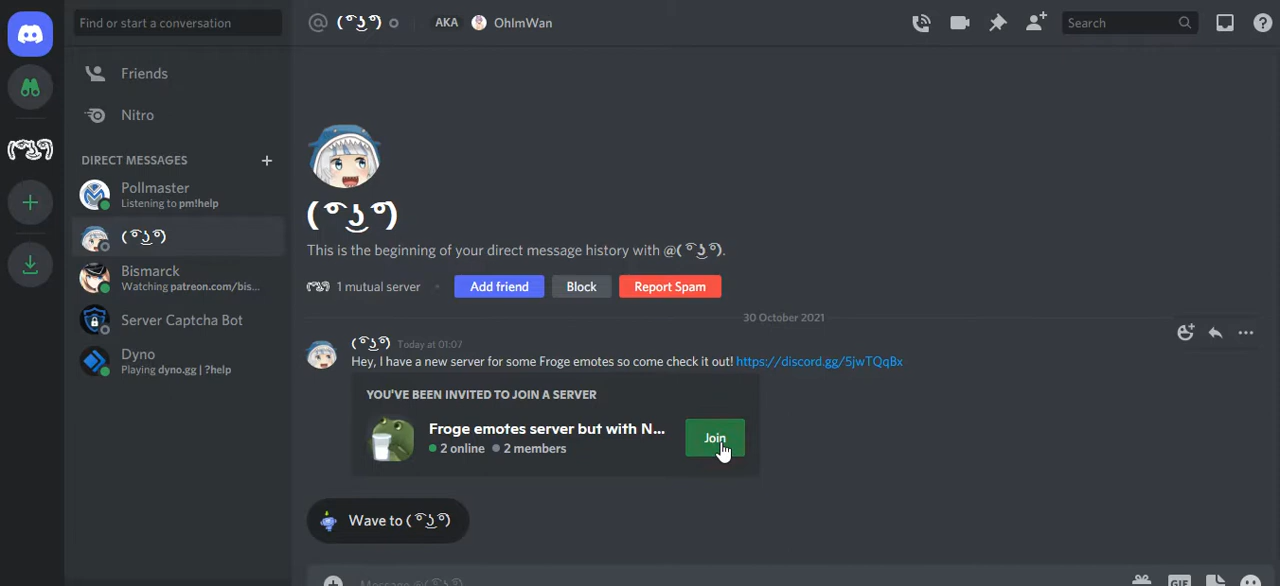 Find or start a conversation
@ ( ͡° ͜ʖ ͡°) AKA OhImWan
Search
Friends
Nitro
DIRECT MESSAGES +
Pollmaster
Listening to pm!help
( ͡° ͜ʖ ͡°)
Bismarck
Watching patreon.com/bis...
Server Captcha Bot
Dyno
Playing dyno.gg | ?help
( ͡° ͜ʖ ͡°)
This is the beginning of your direct message history with @( ͡° ͜ʖ ͡°).
( ͡° ͜ʖ ͡°) 1 mutual server Add friend Block Report Spam
30 October 2021
( ͡° ͜ʖ ͡°) Today at 01:07
Hey, I have a new server for some Froge emotes so come check it out! https://discord.gg/5jwTQqBx
YOU'VE BEEN INVITED TO JOIN A SERVER
Froge emotes server but with N...
2 online 2 members
Join
Wave to ( ͡° ͜ʖ ͡°)
Message @( ͡° ͜ʖ ͡°)
GIF